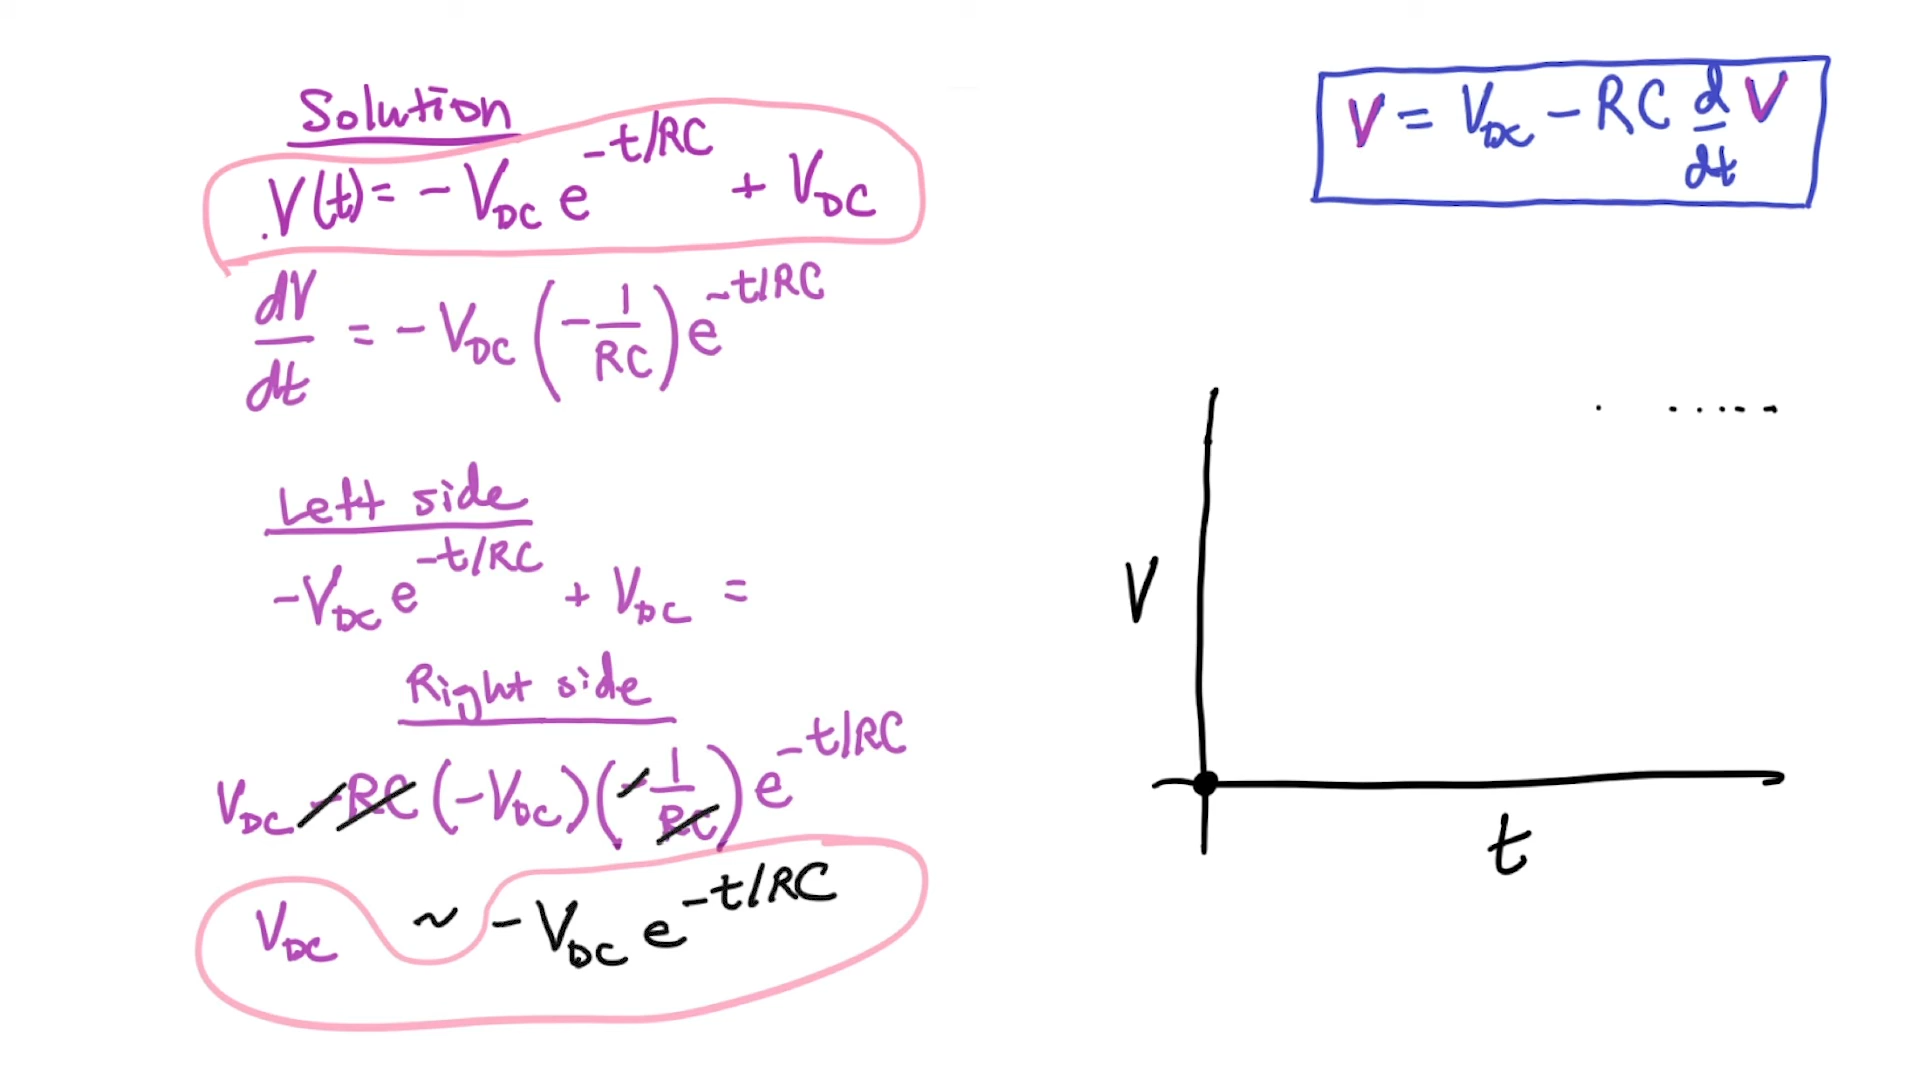 Solution
V(t) = -V_DC e^{-t/RC} + V_DC
dV/dt = -V_DC (-1/RC) e^{-t/RC}
Left side
-V_DC e^{-t/RC} + V_DC =
Right side
V_DC - RC (-V_DC) (-1/RC) e^{-t/RC}
V_DC ~ -V_DC e^{-t/RC}
V = V_DC - RC d/dt V
V
t